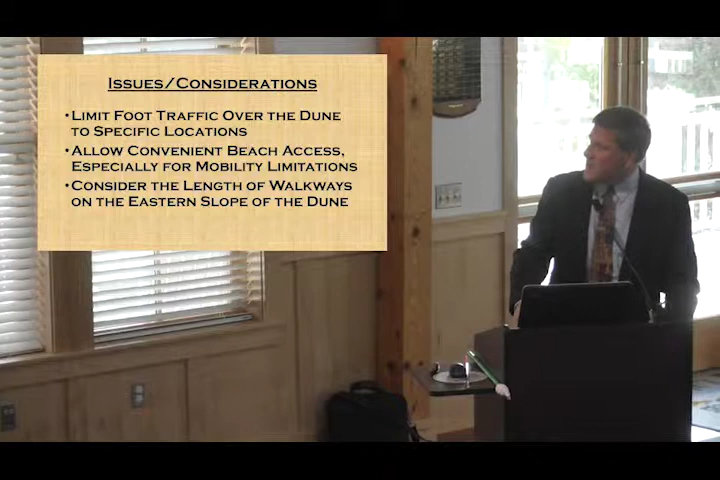 Issues/Considerations
•Limit Foot Traffic Over the Dune
to Specific Locations
•Allow Convenient Beach Access,
Especially for Mobility Limitations
•Consider the Length of Walkways
on the Eastern Slope of the Dune